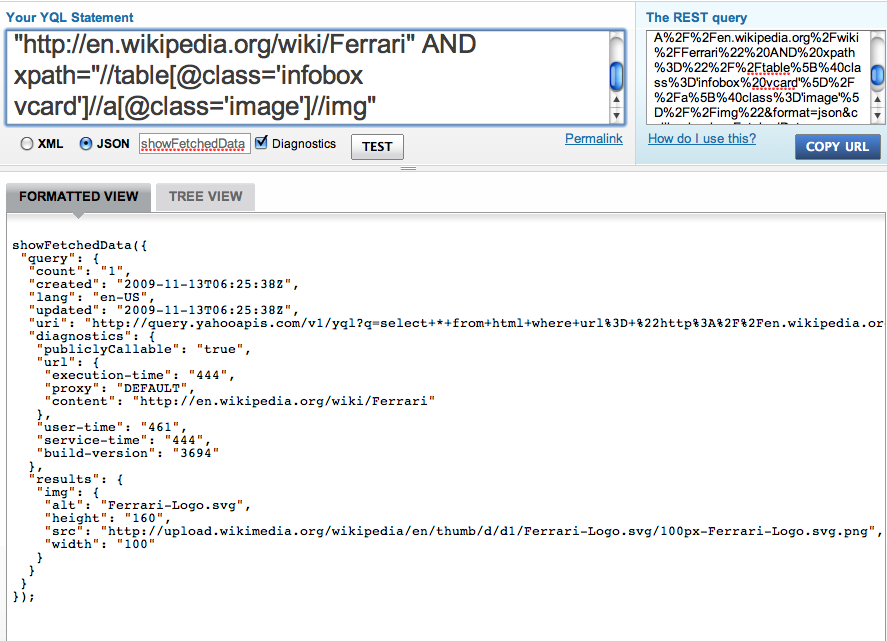 Your YQL Statement
"http://en.wikipedia.org/wiki/Ferrari" AND
xpath="//table[@class='infobox
vcard']//a[@class='image']//img"
The REST query
A%2F%2Fen.wikipedia.org%2Fwiki
%2FFerrari%22%20AND%20xpath
%3D%22%2F%2Ftable%5B%40cla
ss%3D'infobox%20vcard'%5D%2F
%2Fa%5B%40class%3D'image'%5
D%2F%2Fimg%22&format=json&c
XML
JSON
showFetchedData
Diagnostics
TEST
Permalink
How do I use this?
COPY URL
FORMATTED VIEW
TREE VIEW
showFetchedData({
"query": {
"count": "1",
"created": "2009-11-13T06:25:38Z",
"lang": "en-US",
"updated": "2009-11-13T06:25:38Z",
"uri": "http://query.yahooapis.com/v1/yql?q=select+*+from+html+where+url%3D+%22http%3A%2F%2Fen.wikipedia.or
"diagnostics": {
"publiclyCallable": "true",
"url": {
"execution-time": "444",
"proxy": "DEFAULT",
"content": "http://en.wikipedia.org/wiki/Ferrari"
},
"user-time": "461",
"service-time": "444",
"build-version": "3694"
},
"results": {
"img": {
"alt": "Ferrari-Logo.svg",
"height": "160",
"src": "http://upload.wikimedia.org/wikipedia/en/thumb/d/d1/Ferrari-Logo.svg/100px-Ferrari-Logo.svg.png",
"width": "100"
}
}
}
});